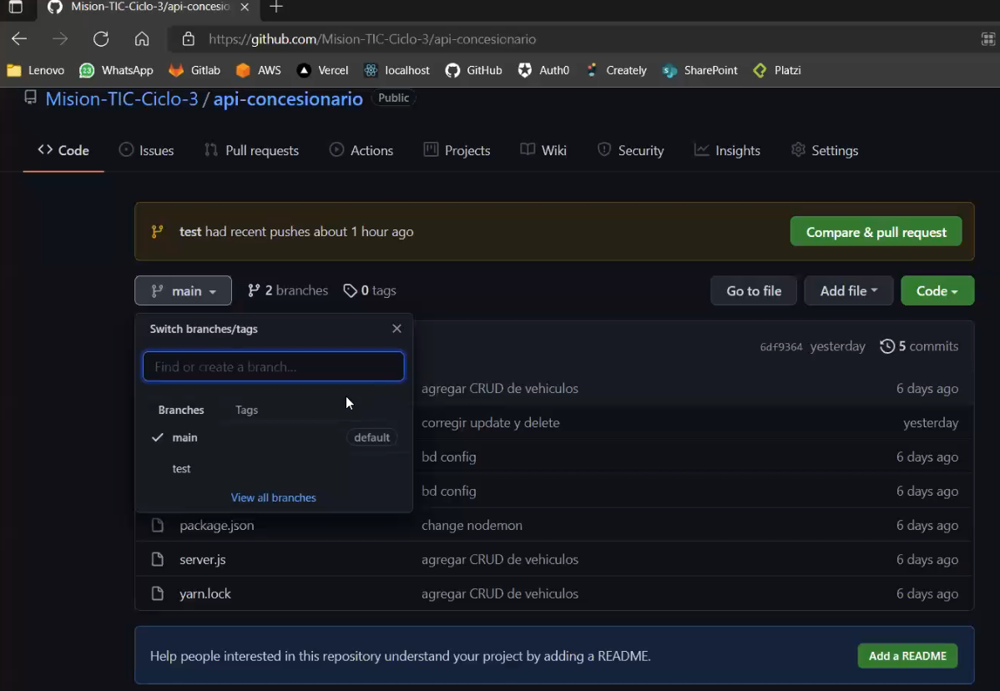 Mision-TIC-Ciclo-3/api-concesio
https://github.com/Mision-TIC-Ciclo-3/api-concesionario
Lenovo 23 WhatsApp Gitlab AWS Vercel localhost GitHub Auth0 Creately SharePoint Platzi
Mision-TIC-Ciclo-3 / api-concesionario Public
<> Code Issues Pull requests Actions Projects Wiki Security Insights Settings
test had recent pushes about 1 hour ago Compare & pull request
main 2 branches 0 tags Go to file Add file Code
Switch branches/tags
6df9364 yesterday 5 commits
Find or create a branch...
agregar CRUD de vehiculos 6 days ago
Branches Tags
corregir update y delete yesterday
main default
bd config 6 days ago
test
bd config 6 days ago
View all branches
package.json change nodemon 6 days ago
server.js agregar CRUD de vehiculos 6 days ago
yarn.lock agregar CRUD de vehiculos 6 days ago
Help people interested in this repository understand your project by adding a README. Add a README